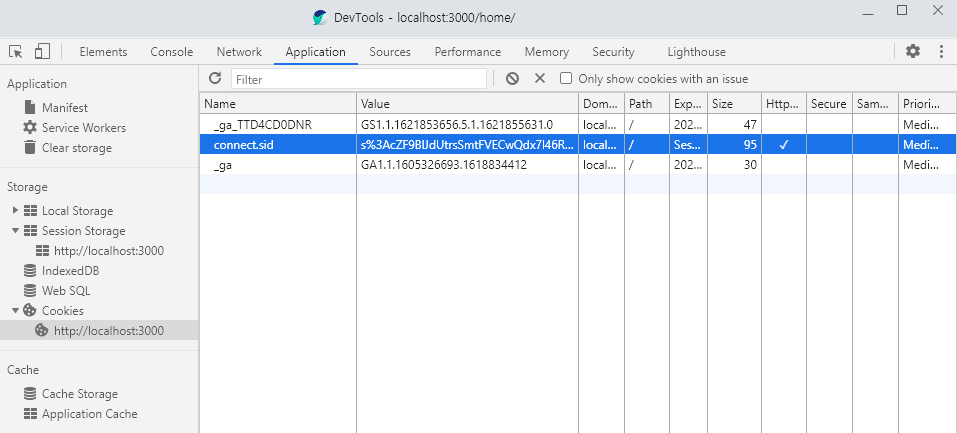 DevTools - localhost:3000/home/
Elements Console Network Application Sources Performance Memory Security Lighthouse
Application
Manifest
Service Workers
Clear storage
Storage
Local Storage
Session Storage
http://localhost:3000
IndexedDB
Web SQL
Cookies
http://localhost:3000
Cache
Cache Storage
Application Cache
Filter Only show cookies with an issue
Name Value Dom... Path Exp... Size Http... Secure Sam... Priori...
_ga_TTD4CD0DNR GS1.1.1621853656.5.1.1621855631.0 local... / 202... 47 Medi...
connect.sid local... / Ses... 95 ✓ Medi...
_ga GA1.1.1605326693.1618834412 local... / 202... 30 Medi...